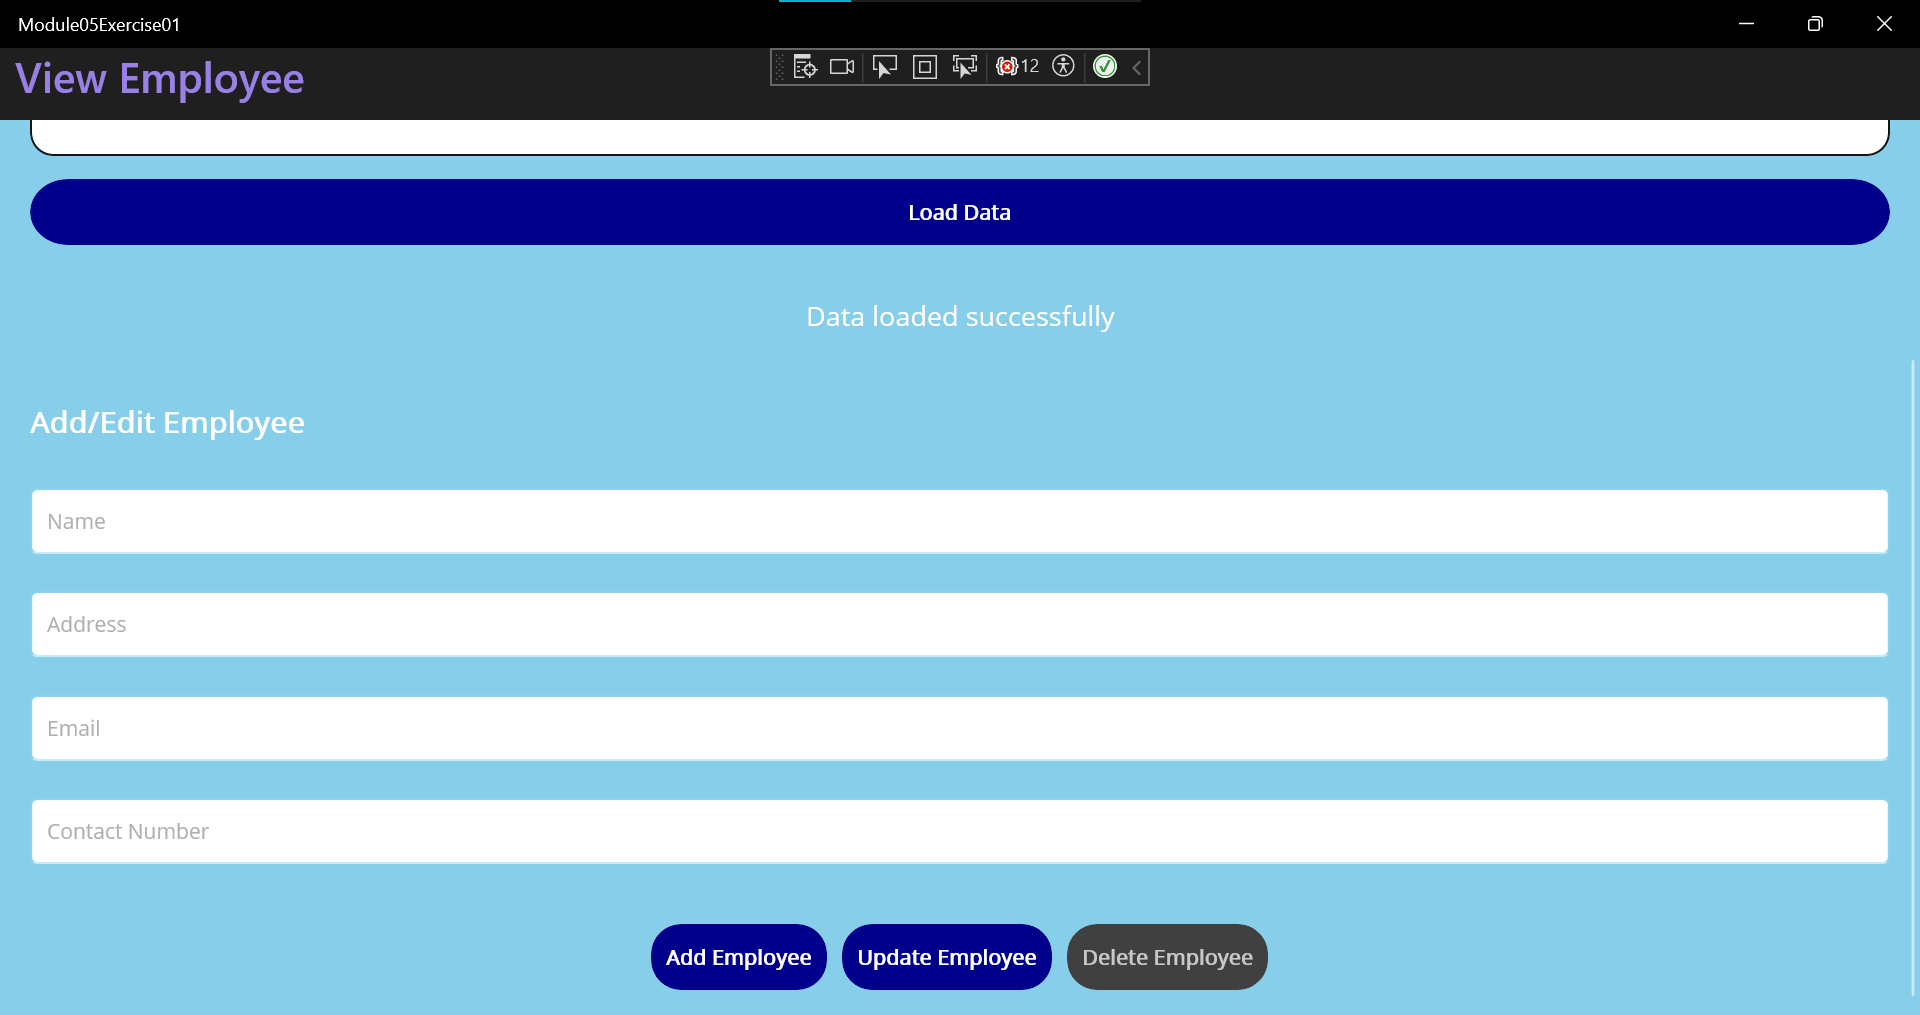 Module05Exercise01
View Employee
12
Load Data
Data loaded successfully
Add/Edit Employee
Name
Address
Email
Contact Number
Add Employee Update Employee Delete Employee